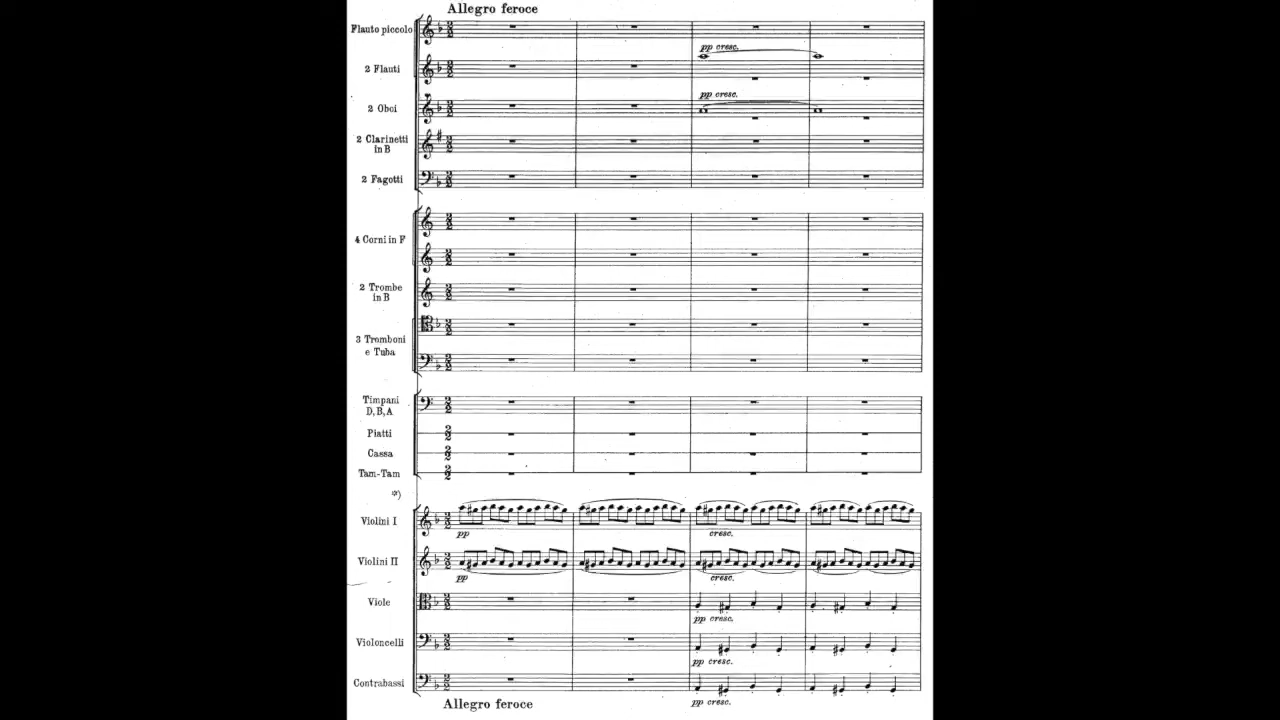 Allegro feroce
Flauto piccolo
pp cresc.
2 Flauti
pp cresc.
2 Oboi
2 Clarinetti
in B
2 Fagotti
4 Corni in F
2 Trombe
in B
3 Tromboni
e Tuba
Timpani
D, B, A
Piatti
Cassa
Tam-Tam
*)
Violini I
pp cresc.
Violini II
pp cresc.
Viole
pp cresc.
Violoncelli
pp cresc.
Contrabassi
pp cresc.
Allegro feroce